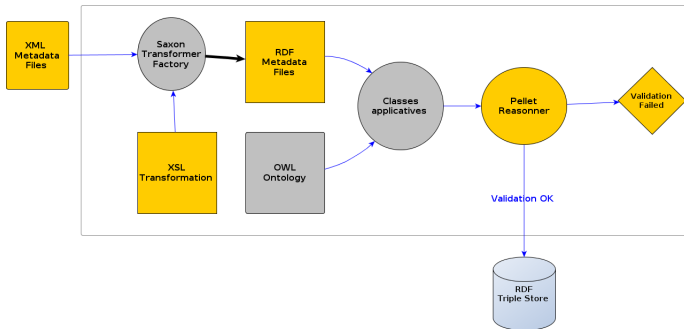 XML
Metadata
Files
Saxon
Transformer
Factory
RDF
Metadata
Files
Classes
applicatives
Pellet
Reasonner
Validation
Failed
XSL
Transformation
OWL
Ontology
Validation OK
RDF
Triple Store